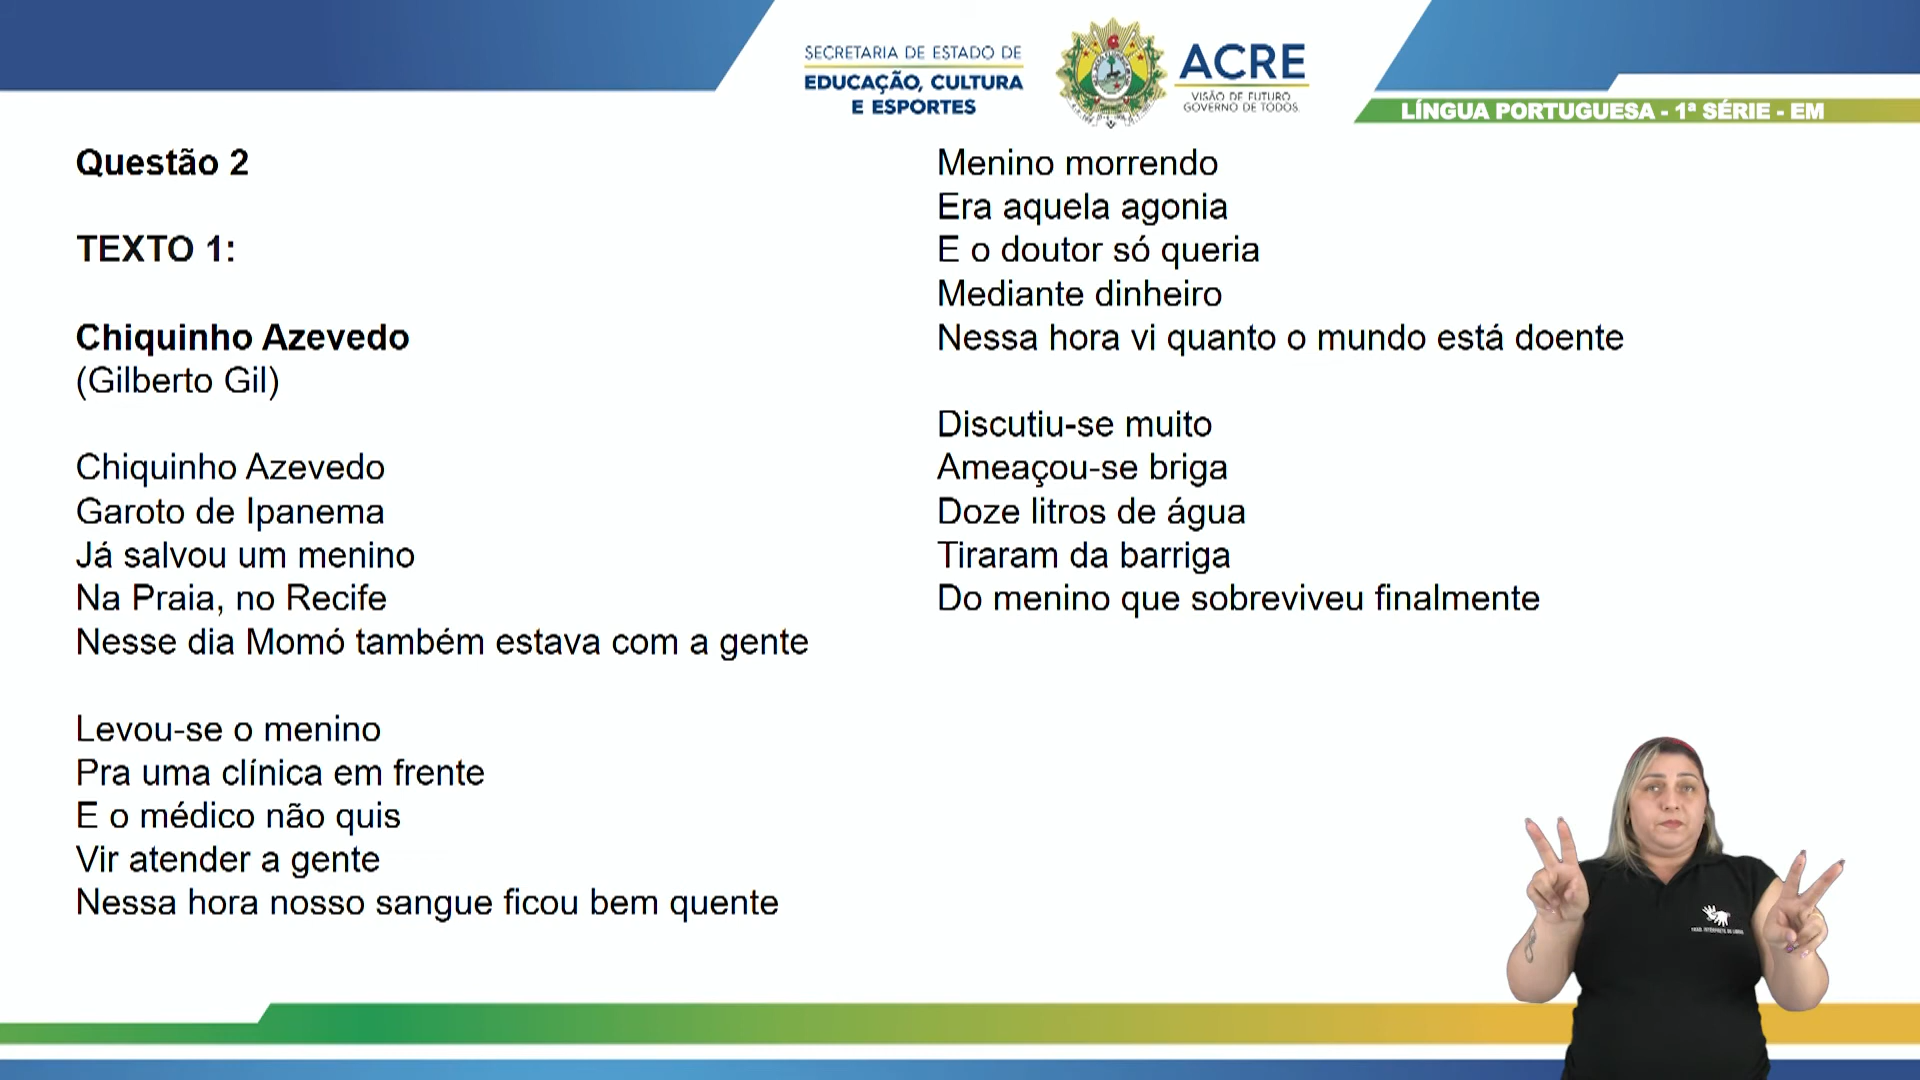 SECRETARIA DE ESTADO DE
EDUCAÇÃO, CULTURA
E ESPORTES
ACRE
VISÃO DE FUTURO
GOVERNO DE TODOS
LÍNGUA PORTUGUESA - 1ª SÉRIE - EM
Questão 2
TEXTO 1:
Chiquinho Azevedo
(Gilberto Gil)
Chiquinho Azevedo
Garoto de Ipanema
Já salvou um menino
Na Praia, no Recife
Nesse dia Momó também estava com a gente
Levou-se o menino
Pra uma clínica em frente
E o médico não quis
Vir atender a gente
Nessa hora nosso sangue ficou bem quente
Menino morrendo
Era aquela agonia
E o doutor só queria
Mediante dinheiro
Nessa hora vi quanto o mundo está doente
Discutiu-se muito
Ameaçou-se briga
Doze litros de água
Tiraram da barriga
Do menino que sobreviveu finalmente